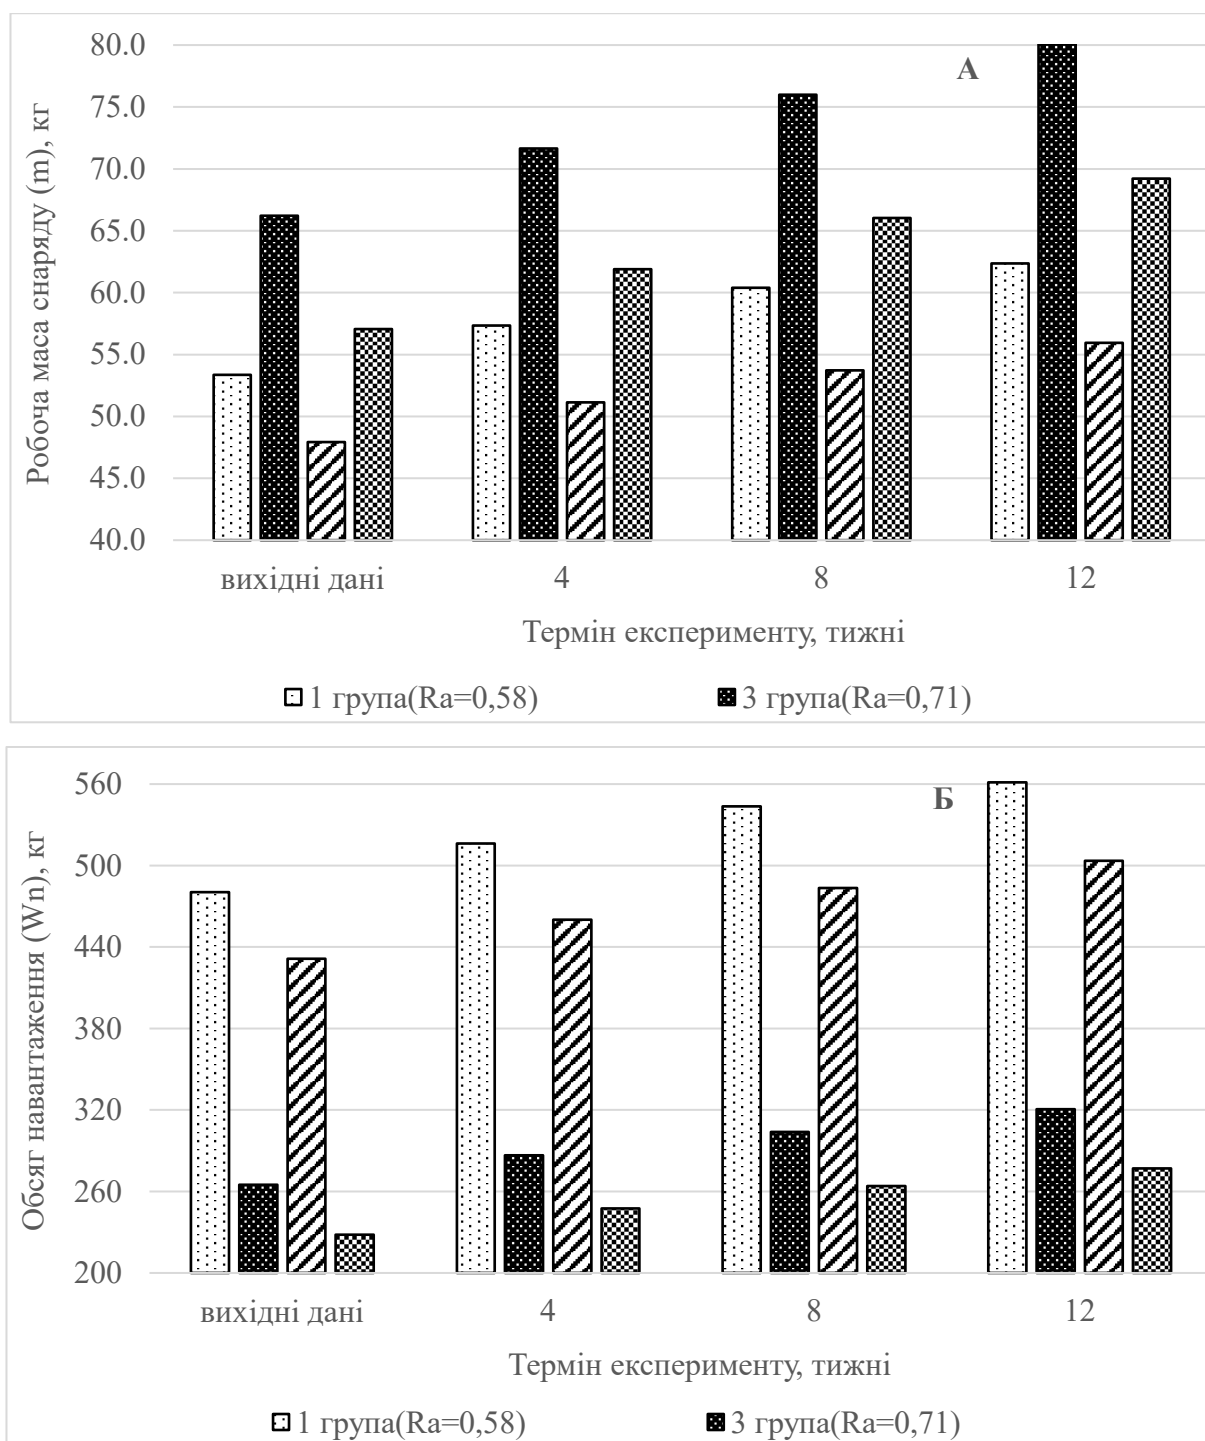 80.0
75.0
70.0
65.0
60.0
55.0
50.0
45.0
40.0
Робоча маса снаряду (m), кг
А
вихідні дані 4 8 12
Термін експерименту, тижні
1 група(Ra=0,58) 3 група(Ra=0,71)
560
500
440
380
320
260
200
Обсяг навантаження (Wn), кг
Б
вихідні дані 4 8 12
Термін експерименту, тижні
1 група(Ra=0,58) 3 група(Ra=0,71)